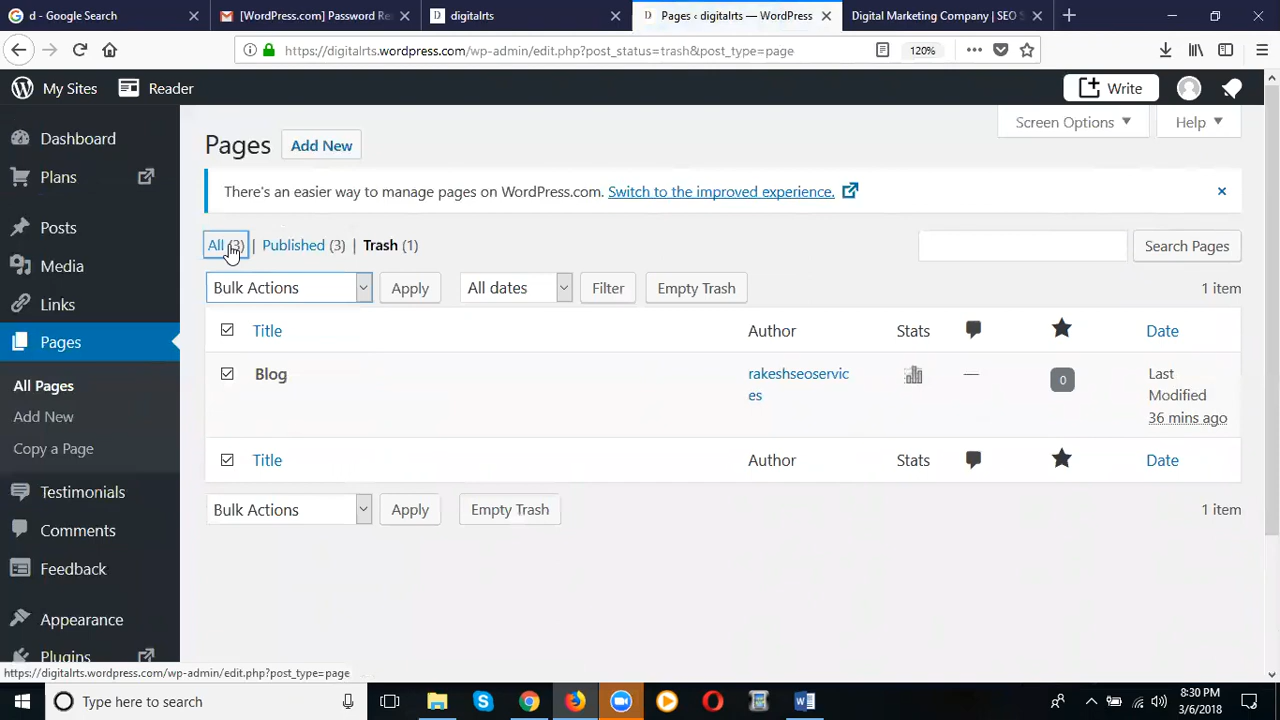 d - Google Search
[WordPress.com] Password Re
digitalrts
Pages ‹ digitalrts — WordPress
Digital Marketing Company | SEO S
https://digitalrts.wordpress.com/wp-admin/edit.php?post_status=trash&post_type=page
120%
My Sites
Reader
Write
Screen Options
Help
Dashboard
Plans
Posts
Media
Links
Pages
All Pages
Add New
Copy a Page
Testimonials
Comments
Feedback
Appearance
Plugins
Pages
Add New
There's an easier way to manage pages on WordPress.com. Switch to the improved experience.
All (3) | Published (3) | Trash (1)
Search Pages
Bulk Actions
Apply
All dates
Filter
Empty Trash
1 item
Title
Author
Stats
Date
Blog
rakeshseoservic
es
—
0
Last
Modified
36 mins ago
Title
Author
Stats
Date
Bulk Actions
Apply
Empty Trash
1 item
https://digitalrts.wordpress.com/wp-admin/edit.php?post_type=page
Type here to search
8:30 PM
3/6/2018